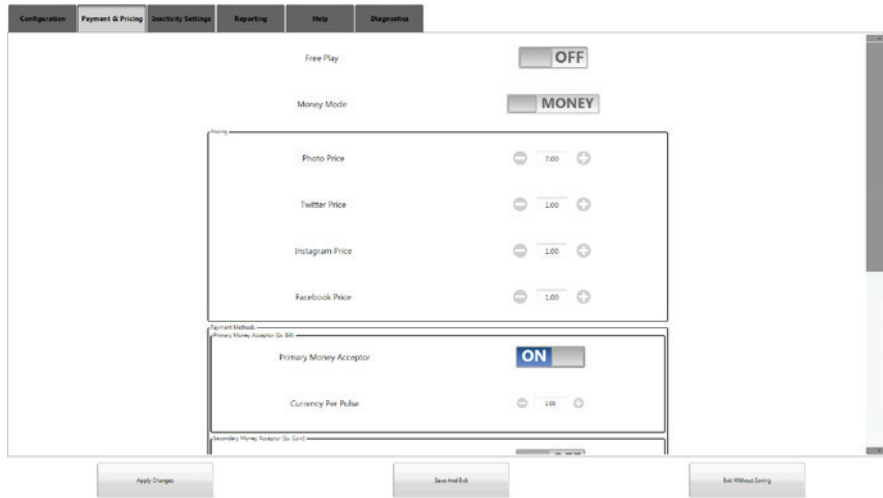 Configuration Payment & Pricing Inactivity Settings Reporting Help Diagnostics
Free Play OFF
Money Mode MONEY
Pricing
Photo Price 7.00
Twitter Price 1.00
Instagram Price 1.00
Facebook Price 1.00
Payment Methods
Primary Money Acceptor (Ex. Bill)
Primary Money Acceptor ON
Currency Per Pulse 1.00
Secondary Money Acceptor (Ex. Coin)
Apply Changes Save And Exit Exit Without Saving